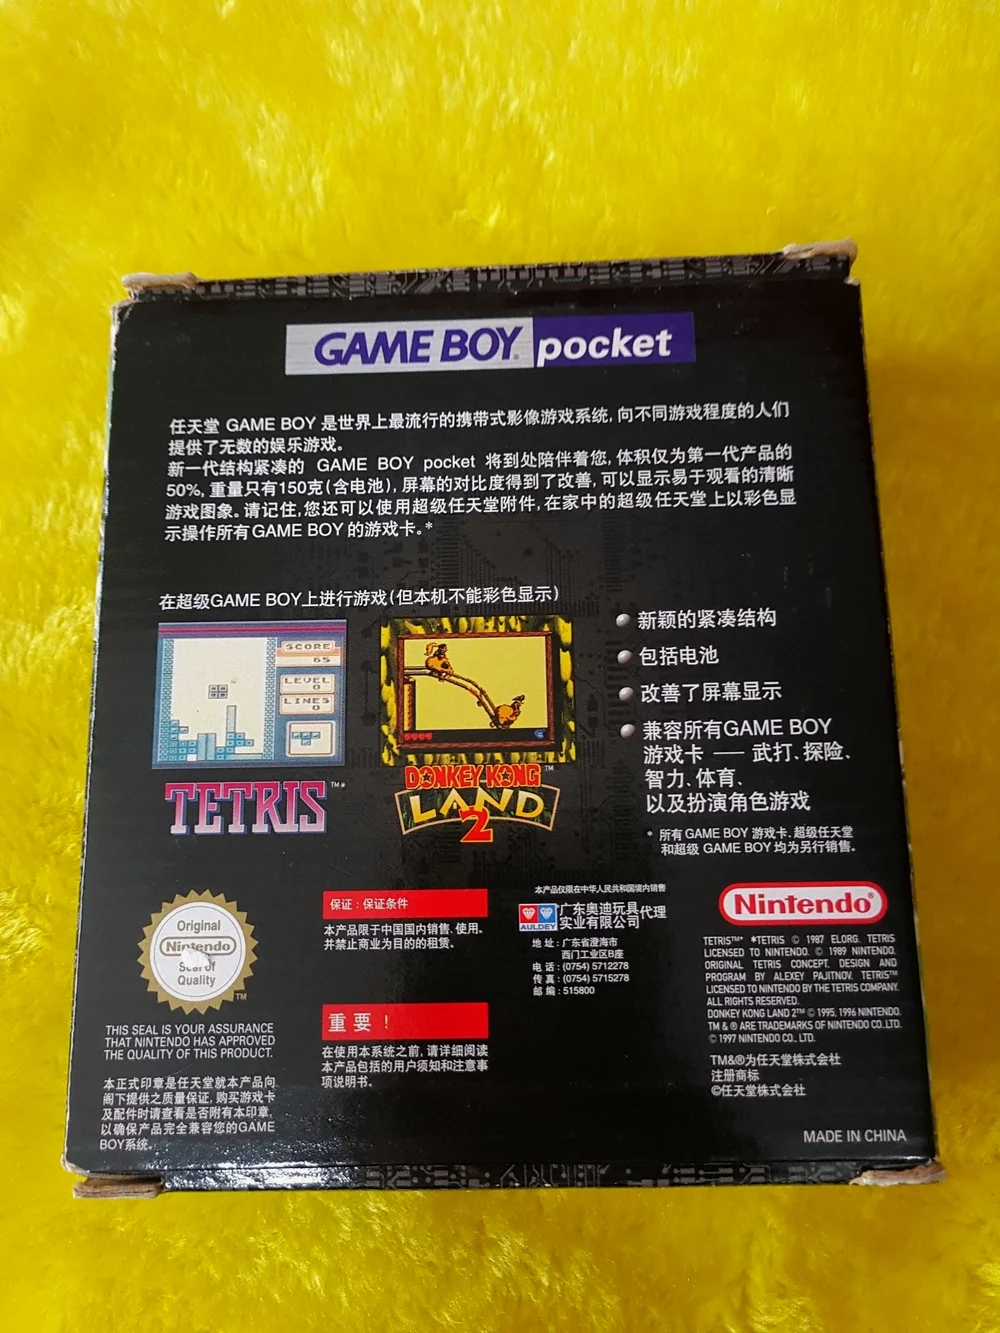 GAME BOY pocket
任天堂 GAME BOY 是世界上最流行的携带式影像游戏系统, 向不同游戏程度的人们
提供了无数的娱乐游戏。
新一代结构紧凑的 GAME BOY pocket 将到处陪伴着您, 体积仅为第一代产品的
50%, 重量只有150克(含电池), 屏幕的对比度得到了改善, 可以显示易于观看的清晰
游戏图象。请记住, 您还可以使用超级任天堂附件, 在家中的超级任天堂上以彩色显
示操作所有GAME BOY 的游戏卡。*
在超级GAME BOY上进行游戏(但本机不能彩色显示)
SCORE
65
LEVEL
0
LINES
0
TETRIS™*
DONKEY KONG™
LAND
2
新颖的紧凑结构
包括电池
改善了屏幕显示
兼容所有GAME BOY
游戏卡 — 武打、探险、
智力、体育、
以及扮演角色游戏
* 所有 GAME BOY 游戏卡、超级任天堂
和超级 GAME BOY 均为另行销售。
Original
Nintendo
Seal of
Quality
TM
THIS SEAL IS YOUR ASSURANCE
THAT NINTENDO HAS APPROVED
THE QUALITY OF THIS PRODUCT.
本正式印章是任天堂就本产品向
阁下提供之质量保证, 购买游戏卡
及配件时请查看是否附有本印章,
以确保产品完全兼容您的GAME
BOY系统。
保证 : 保证条件
本产品限于中国国内销售、使用。
并禁止商业为目的的租赁。
重要 !
在使用本系统之前, 请详细阅读
本产品包括的用户须知和注意事
项说明书。
本产品仅限在中华人民共和国境内销售
AULDEY
广东奥迪玩具
实业有限公司 代理
地 址 : 广东省澄海市
西门工业区B座
电 话 : (0754) 5712278
传 真 : (0754) 5715278
邮 编 : 515800
Nintendo®
TETRIS™* *TETRIS © 1987 ELORG. TETRIS
LICENSED TO NINTENDO. © 1989 NINTENDO.
ORIGINAL TETRIS CONCEPT, DESIGN AND
PROGRAM BY ALEXEY PAJITNOV. TETRIS™
LICENSED TO NINTENDO BY THE TETRIS COMPANY.
ALL RIGHTS RESERVED.
DONKEY KONG LAND 2™ © 1995, 1996 NINTENDO.
TM & ® ARE TRADEMARKS OF NINTENDO CO. LTD.
© 1997 NINTENDO CO., LTD.
TM&®为任天堂株式会社
注册商标
©任天堂株式会社
MADE IN CHINA